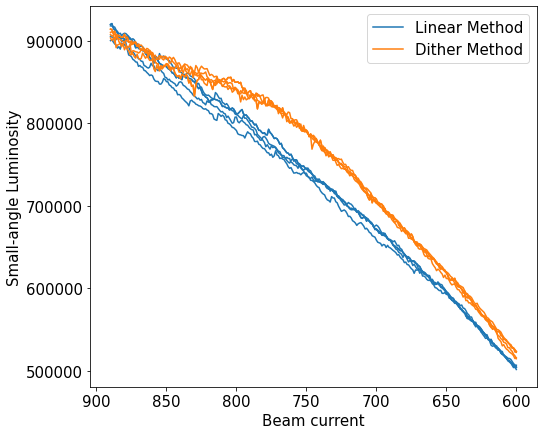 Linear Method
Dither Method
900000
800000
700000
600000
500000
Small-angle Luminosity
900 850 800 750 700 650 600
Beam current